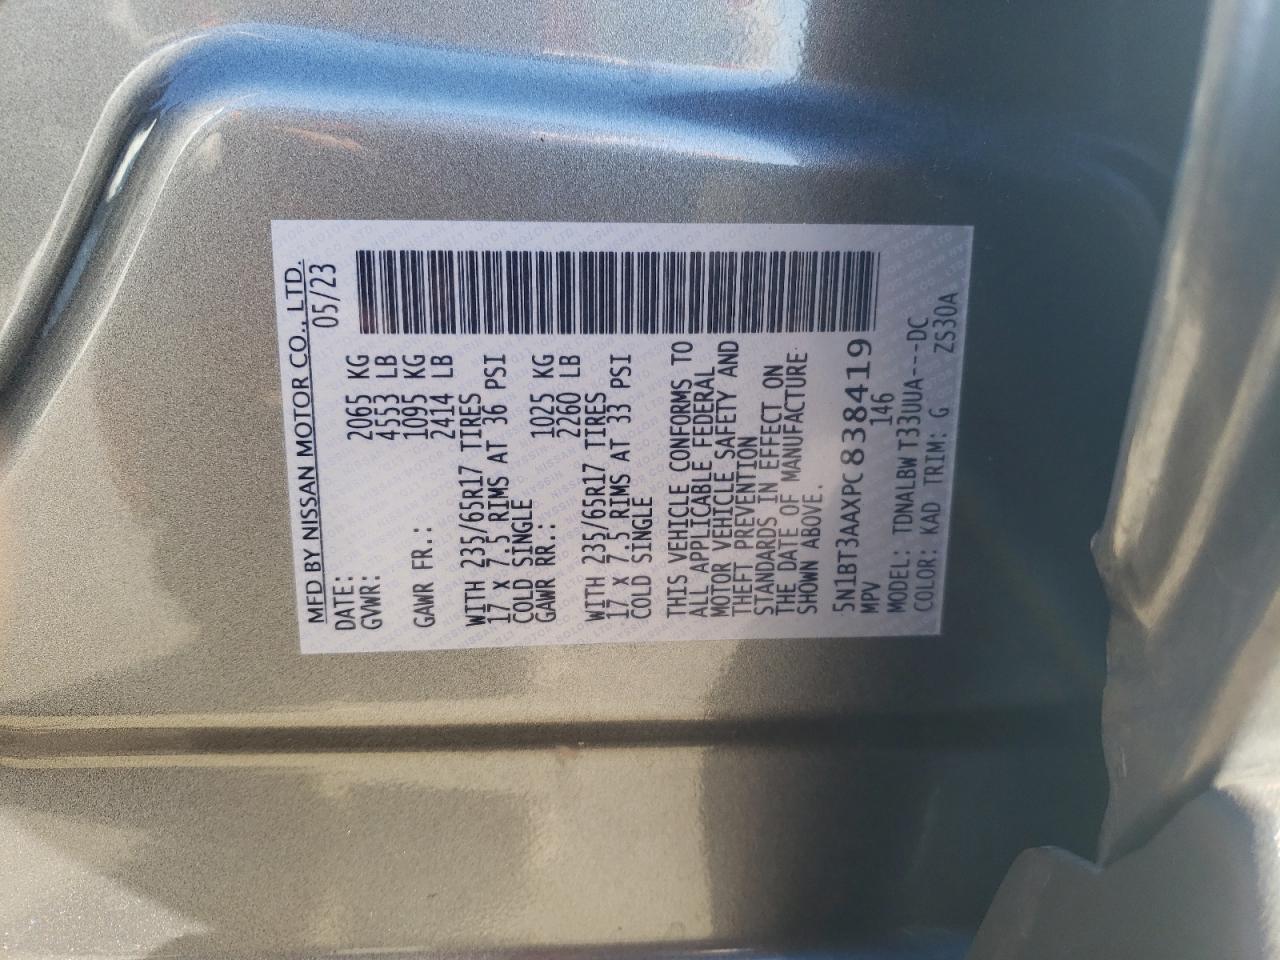 MFD BY NISSAN MOTOR CO., LTD.
DATE: 05/23
GVWR: 2065 KG
4553 LB
GAWR FR.: 1095 KG
2414 LB
WITH 235/65R17 TIRES
17 X 7.5 RIMS AT 36 PSI
COLD SINGLE
GAWR RR.: 1025 KG
2260 LB
WITH 235/65R17 TIRES
17 X 7.5 RIMS AT 33 PSI
COLD SINGLE
THIS VEHICLE CONFORMS TO
ALL APPLICABLE FEDERAL
MOTOR VEHICLE SAFETY AND
THEFT PREVENTION
STANDARDS IN EFFECT ON
THE DATE OF MANUFACTURE
SHOWN ABOVE.
5N1BT3AAXPC838419
MPV 146
MODEL: TDNALBW T33UUA---DC
COLOR: KAD TRIM: G ZS30A